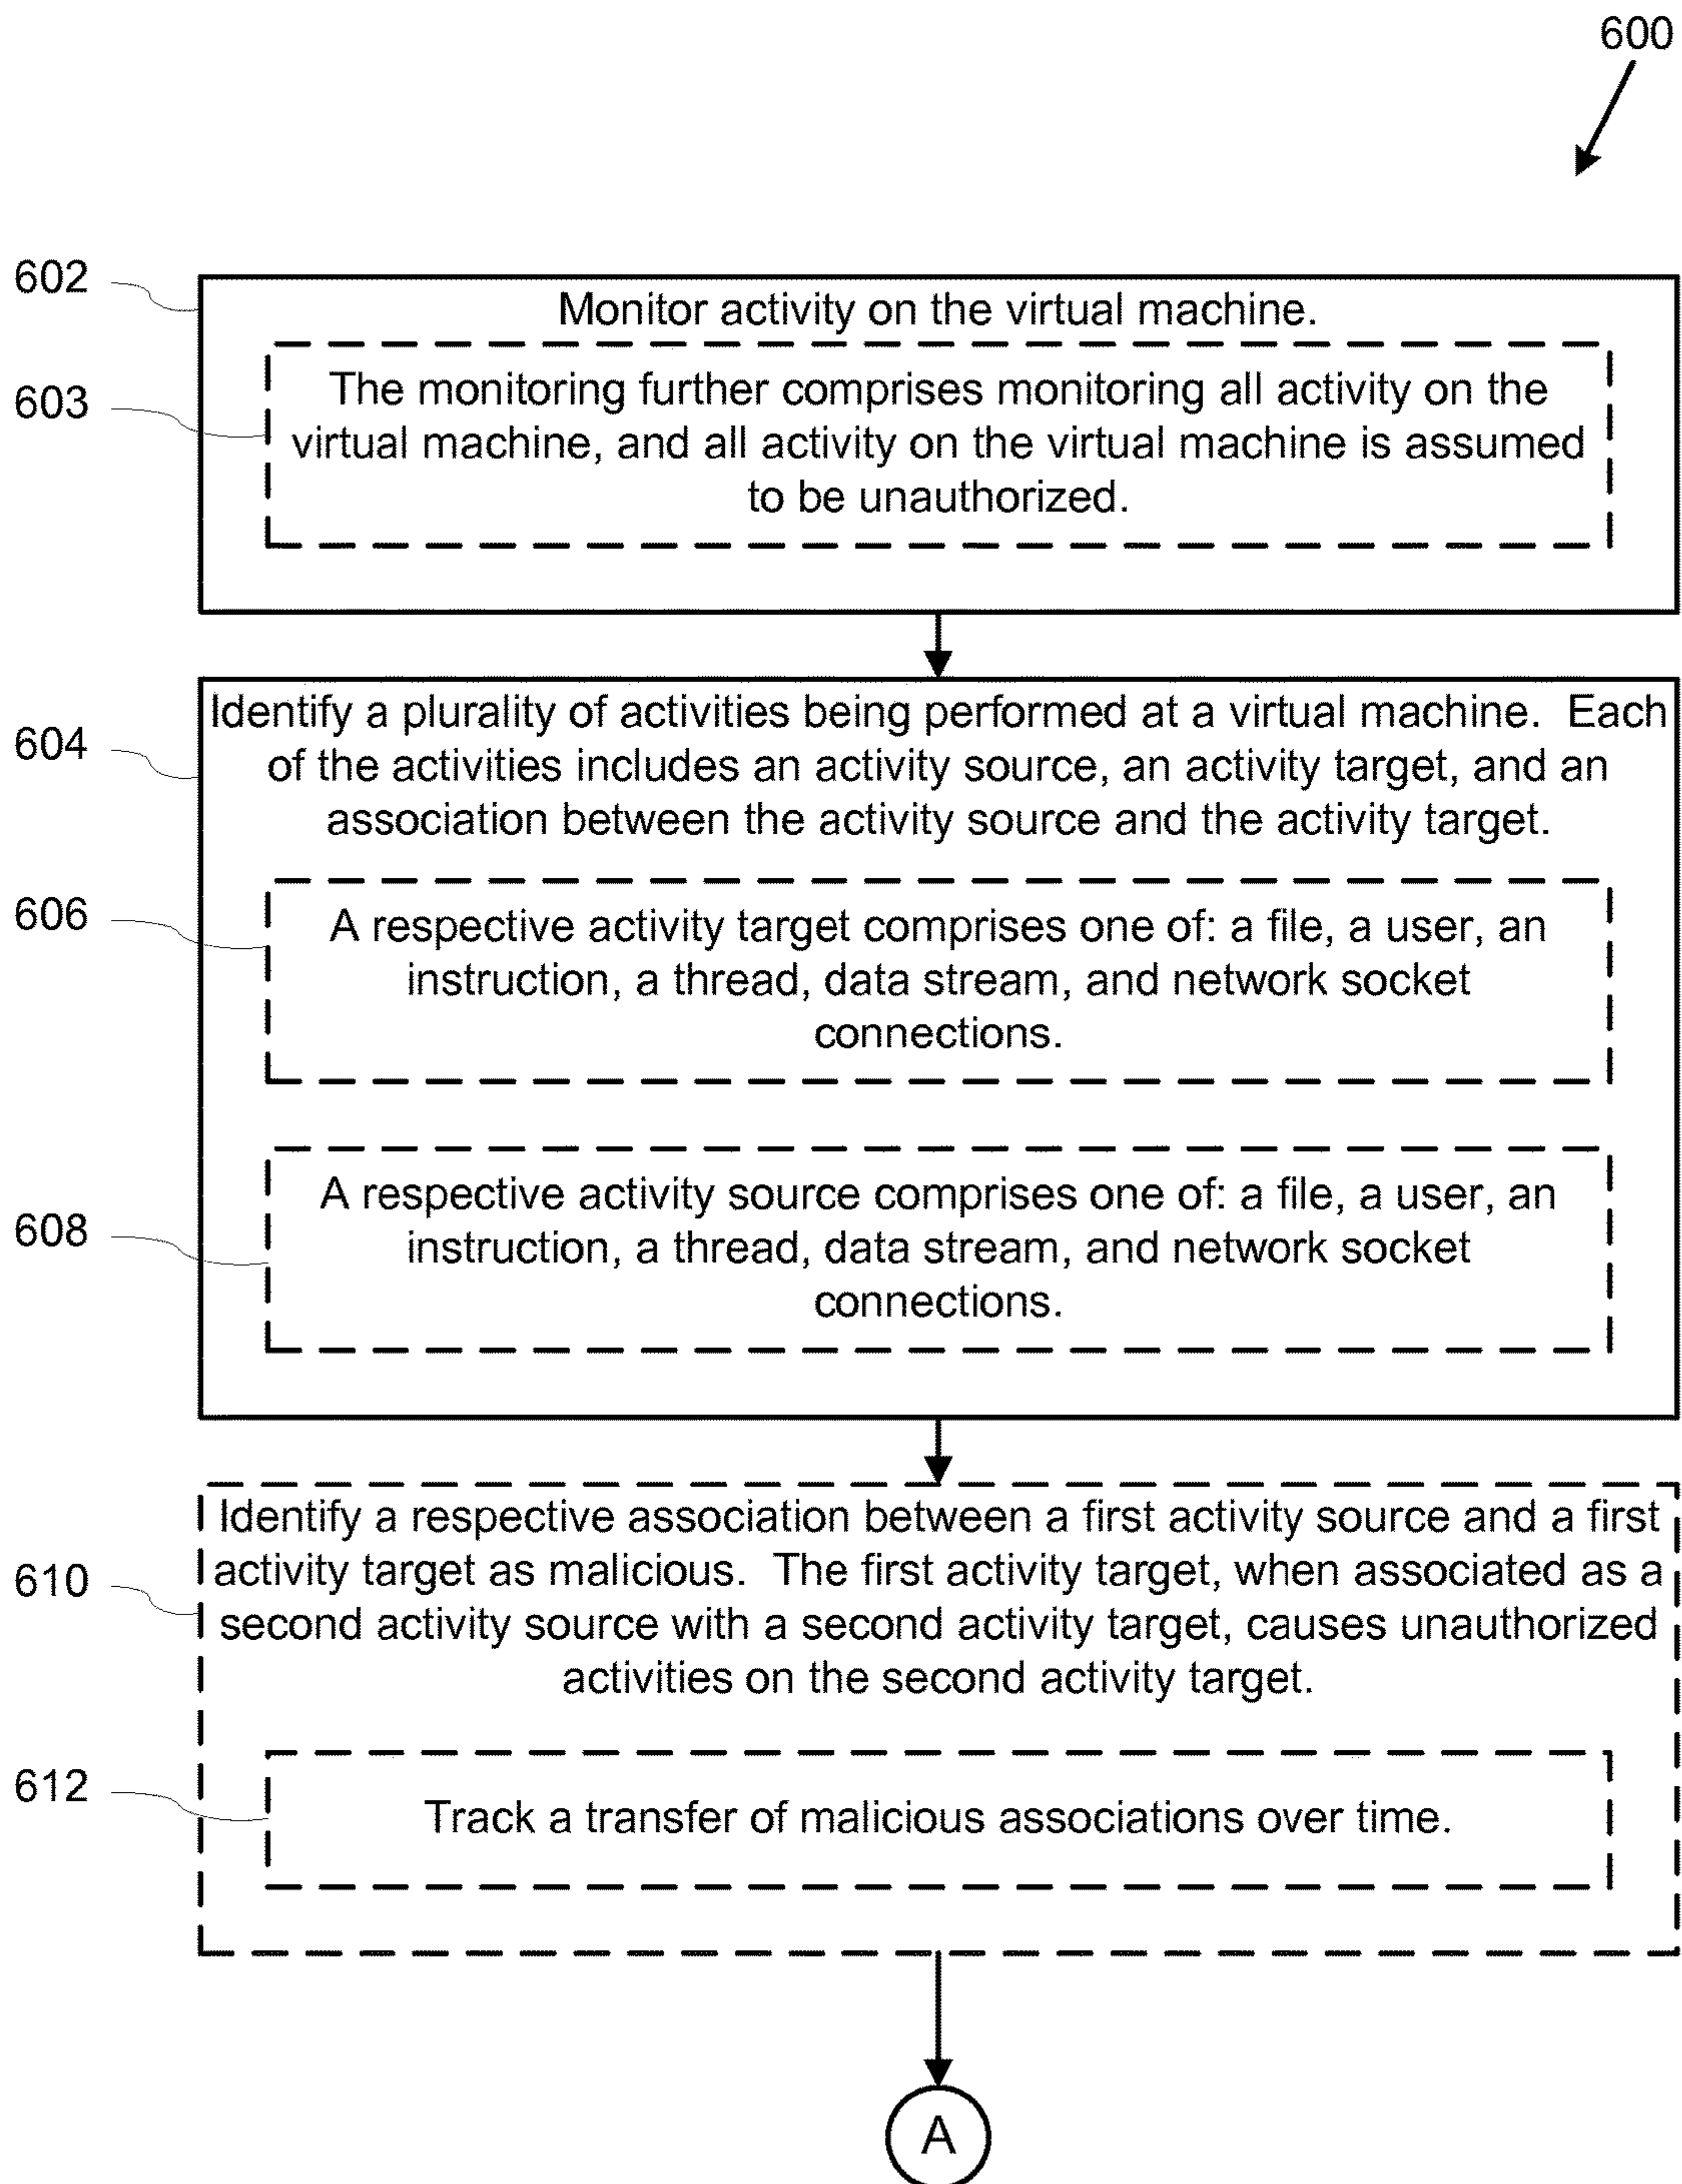 600
602
Monitor activity on the virtual machine.
603
The monitoring further comprises monitoring all activity on the
virtual machine, and all activity on the virtual machine is assumed
to be unauthorized.
604
Identify a plurality of activities being performed at a virtual machine.  Each
of the activities includes an activity source, an activity target, and an
association between the activity source and the activity target.
606
A respective activity target comprises one of: a file, a user, an
instruction, a thread, data stream, and network socket
connections.
608
A respective activity source comprises one of: a file, a user, an
instruction, a thread, data stream, and network socket
connections.
610
Identify a respective association between a first activity source and a first
activity target as malicious.  The first activity target, when associated as a
second activity source with a second activity target, causes unauthorized
activities on the second activity target.
612
Track a transfer of malicious associations over time.
A